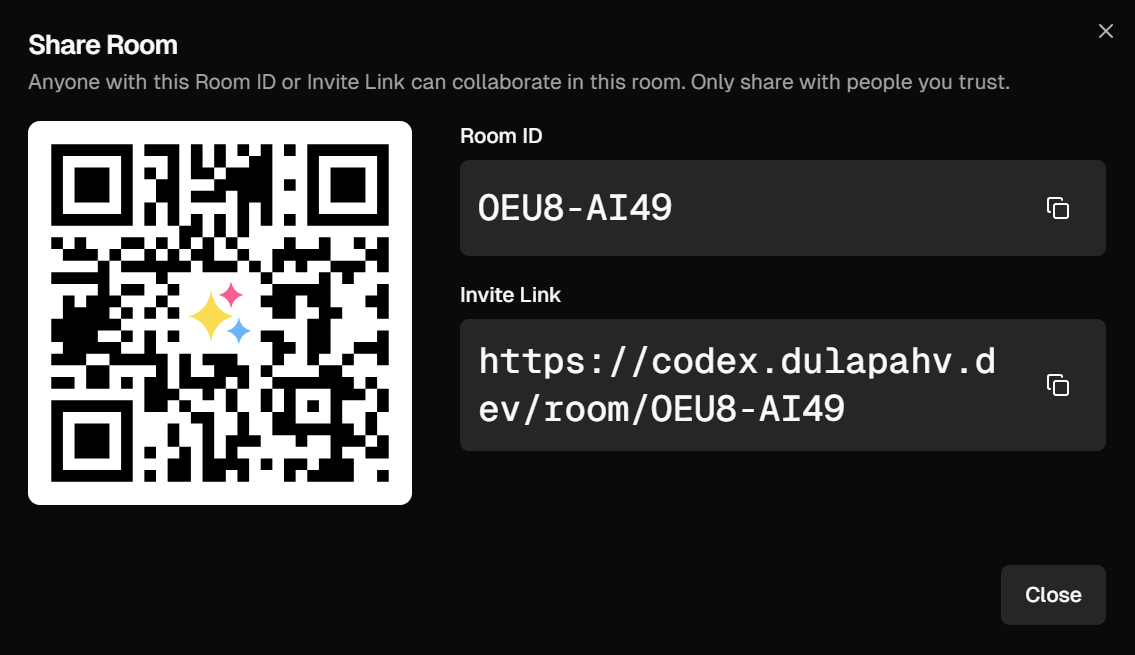 Share Room
Anyone with this Room ID or Invite Link can collaborate in this room. Only share with people you trust.
Room ID
OEU8-AI49
Invite Link
https://codex.dulapahv.d
ev/room/OEU8-AI49
Close